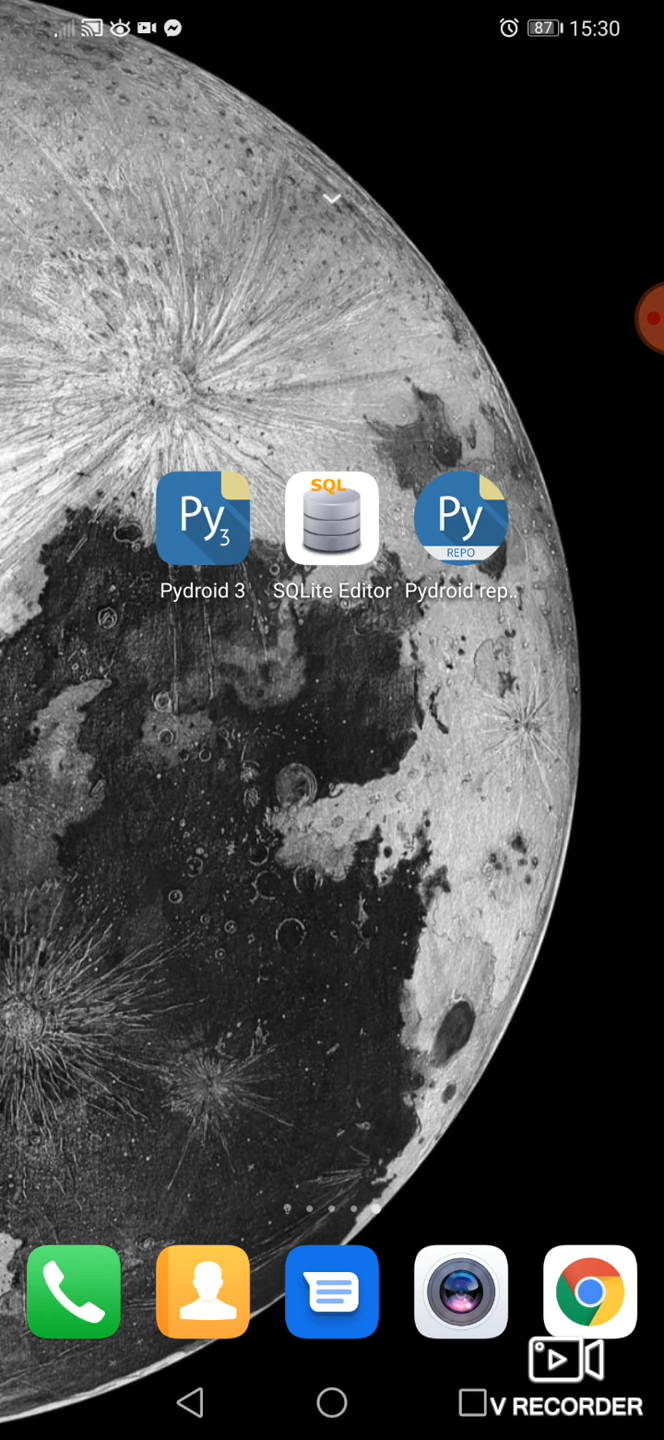 87 15:30
Py3
SQL
Py
REPO
Pydroid 3
SQLite Editor
Pydroid rep..
V RECORDER